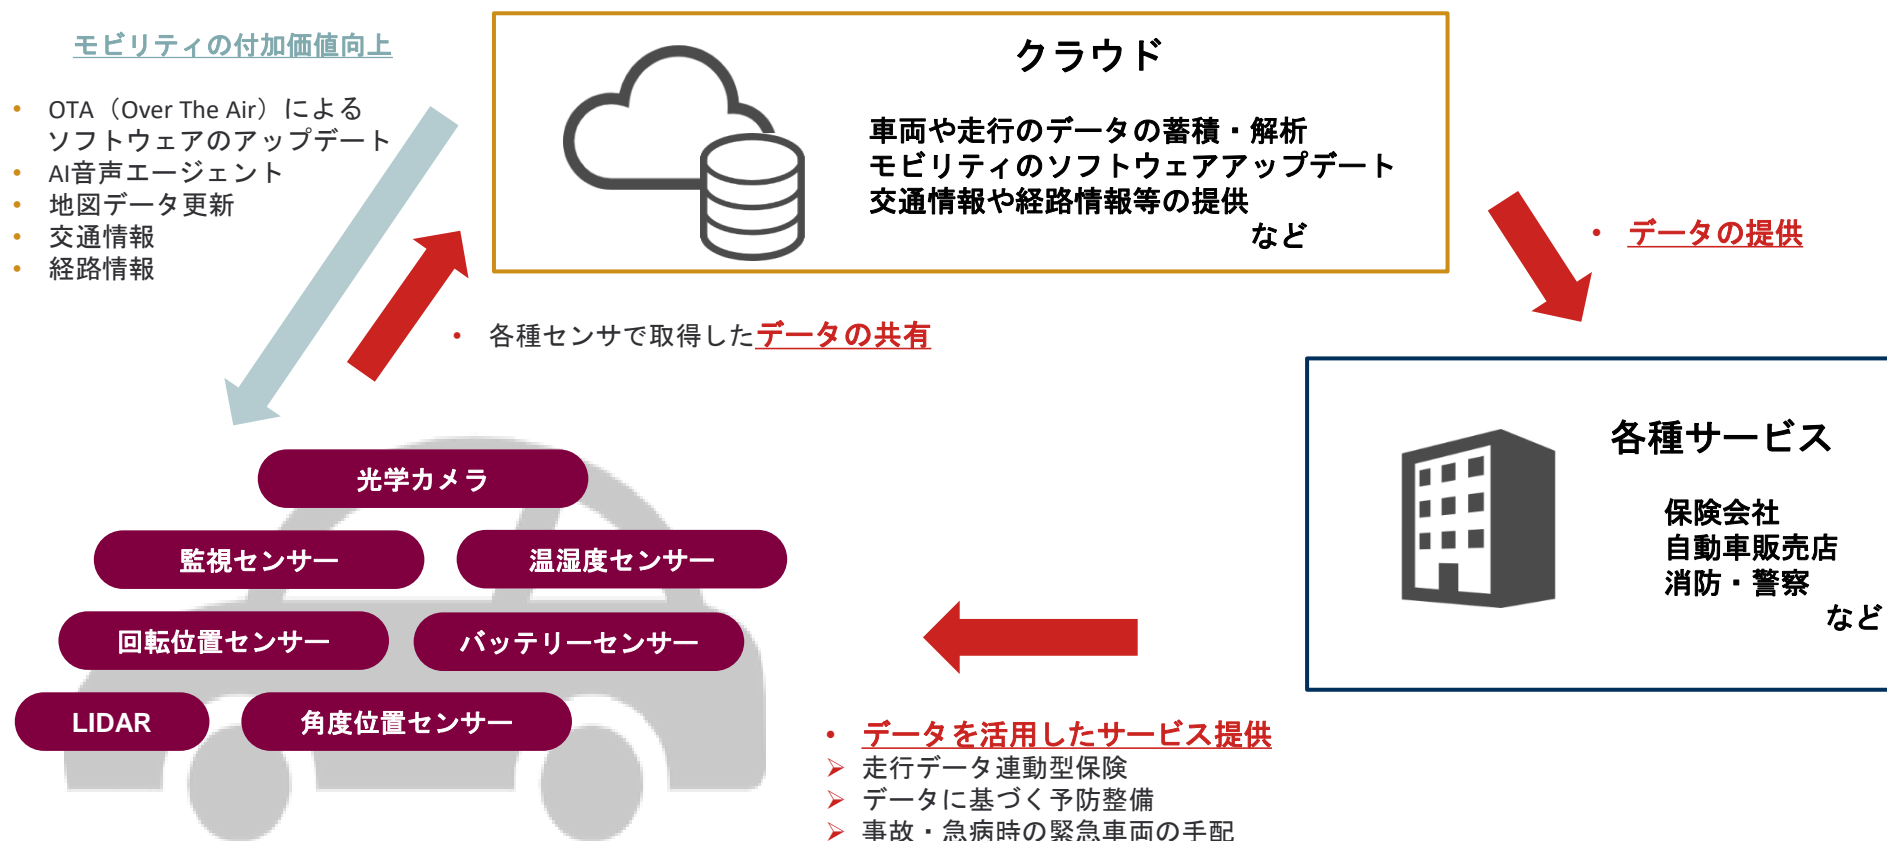 モビリティの付加価値向上
• OTA（Over The Air）による
ソフトウェアのアップデート
• AI音声エージェント
• 地図データ更新
• 交通情報
• 経路情報
クラウド
車両や走行のデータの蓄積・解析
モビリティのソフトウェアアップデート
交通情報や経路情報等の提供
など
• データの提供
• 各種センサで取得したデータの共有
各種サービス
保険会社
自動車販売店
消防・警察
など
光学カメラ
監視センサー
温湿度センサー
回転位置センサー
バッテリーセンサー
LIDAR
角度位置センサー
• データを活用したサービス提供
➢ 走行データ連動型保険
➢ データに基づく予防整備
➢ 事故・急病時の緊急車両の手配